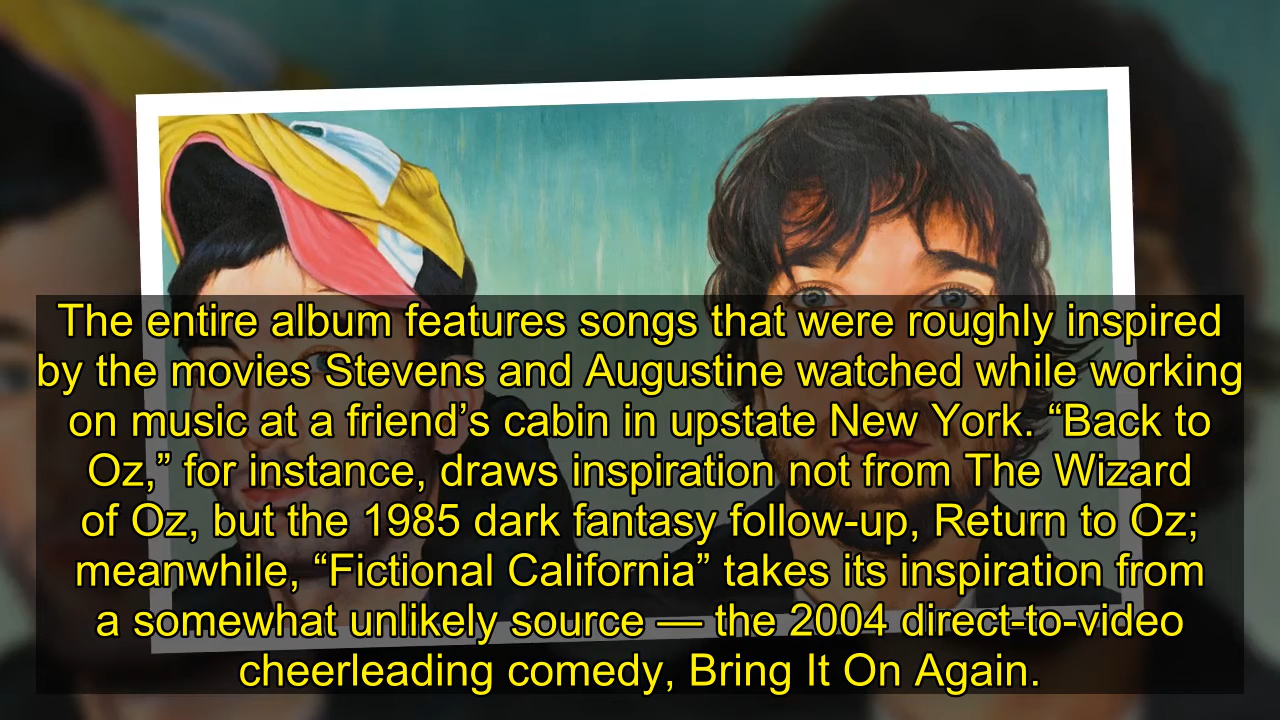 The entire album features songs that were roughly inspired
by the movies Stevens and Augustine watched while working
on music at a friend’s cabin in upstate New York. “Back to
Oz,” for instance, draws inspiration not from The Wizard
of Oz, but the 1985 dark fantasy follow-up, Return to Oz;
meanwhile, “Fictional California” takes its inspiration from
a somewhat unlikely source — the 2004 direct-to-video
cheerleading comedy, Bring It On Again.